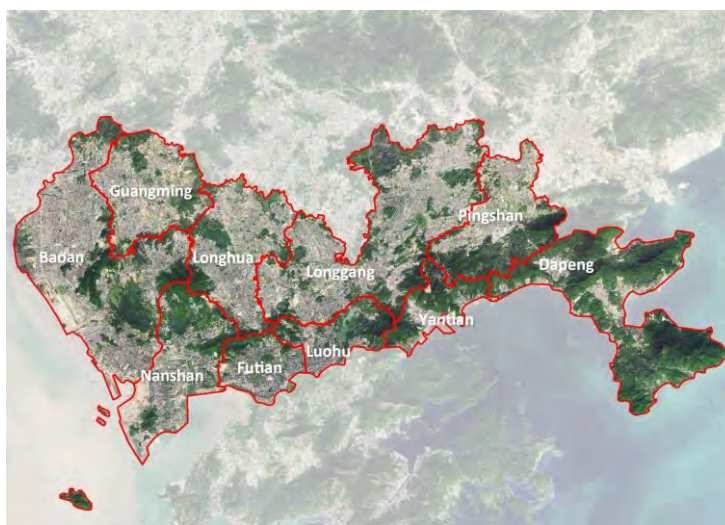 Guangming
Pingshan
Baoan
Longhua
Longgang
Dapeng
Yantian
Luohu
Futian
Nanshan